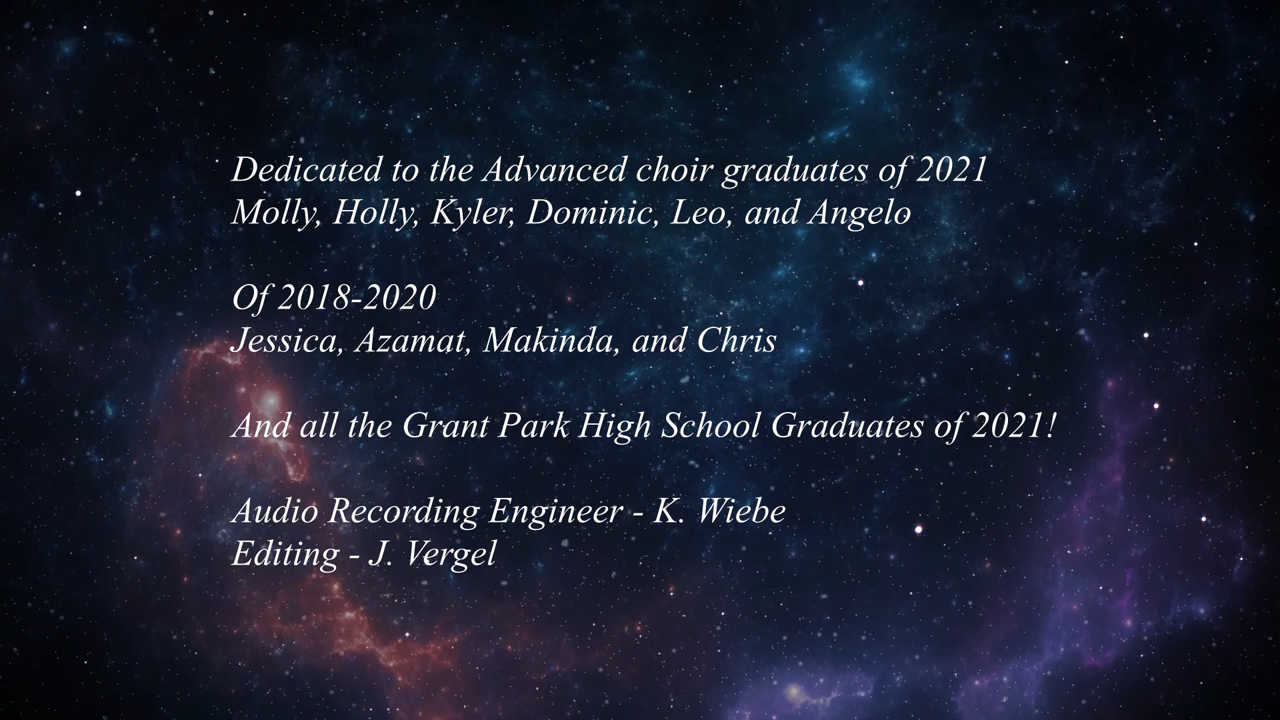 Dedicated to the Advanced choir graduates of 2021
Molly, Holly, Kyler, Dominic, Leo, and Angelo
Of 2018-2020
Jessica, Azamat, Makinda, and Chris
And all the Grant Park High School Graduates of 2021!
Audio Recording Engineer - K. Wiebe
Editing - J. Vergel